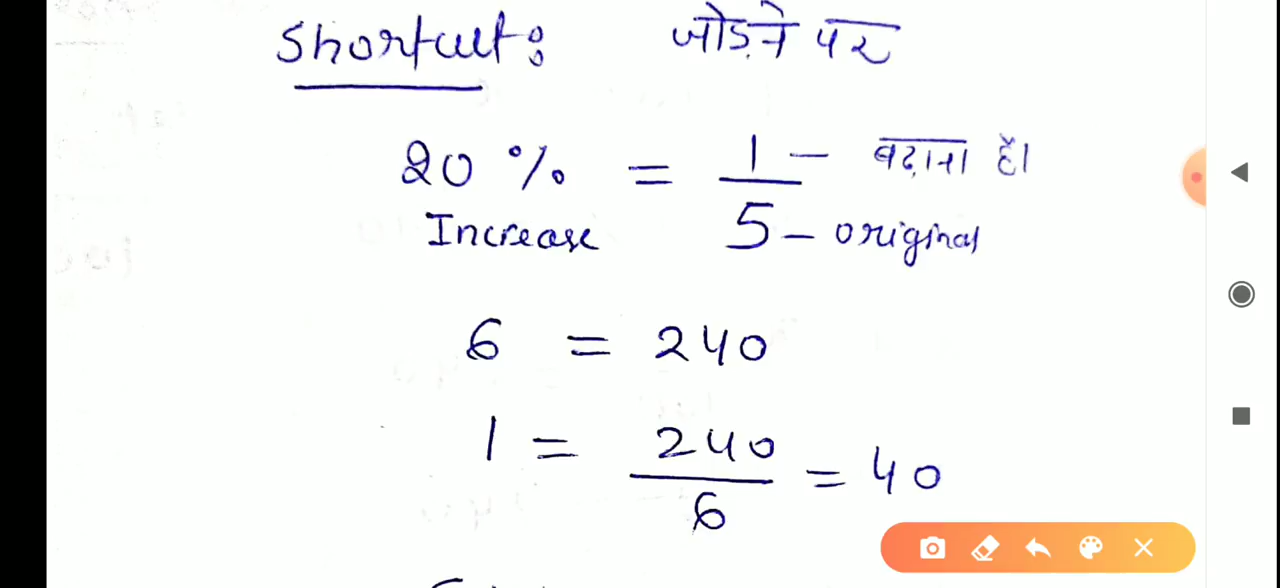 Shortcut: जोड़ने पर
20 % = 1 – बढ़ाना है।
Increase 5 – original
6 = 240
1 = 240/6 = 40